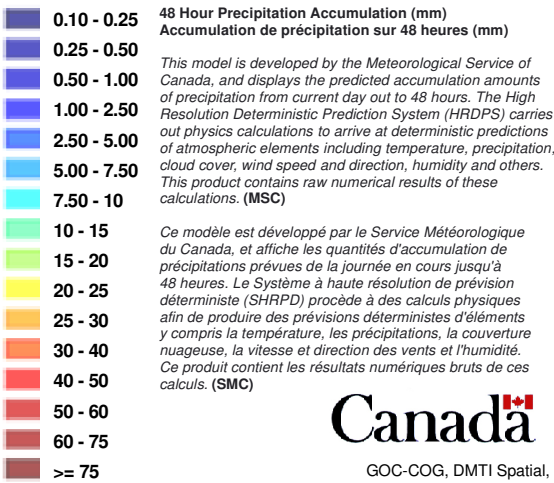 0.10 - 0.25
0.25 - 0.50
0.50 - 1.00
1.00 - 2.50
2.50 - 5.00
5.00 - 7.50
7.50 - 10
10 - 15
15 - 20
20 - 25
25 - 30
30 - 40
40 - 50
50 - 60
60 - 75
>= 75
48 Hour Precipitation Accumulation (mm)
Accumulation de précipitation sur 48 heures (mm)
This model is developed by the Meteorological Service of
Canada, and displays the predicted accumulation amounts
of precipitation from current day out to 48 hours. The High
Resolution Deterministic Prediction System (HRDPS) carries
out physics calculations to arrive at deterministic predictions
of atmospheric elements including temperature, precipitation,
cloud cover, wind speed and direction, humidity and others.
This product contains raw numerical results of these
calculations. (MSC)
Ce modèle est développé par le Service Météorologique
du Canada, et affiche les quantités d'accumulation de
précipitations prévues de la journée en cours jusqu'à
48 heures. Le Système à haute résolution de prévision
déterministe (SHRPD) procède à des calculs physiques
afin de produire des prévisions déterministes d'éléments
y compris la température, les précipitations, la couverture
nuageuse, la vitesse et direction des vents et l'humidité.
Ce produit contient les résultats numériques bruts de ces
calculs. (SMC)
Canada
GOC-COG, DMTI Spatial,